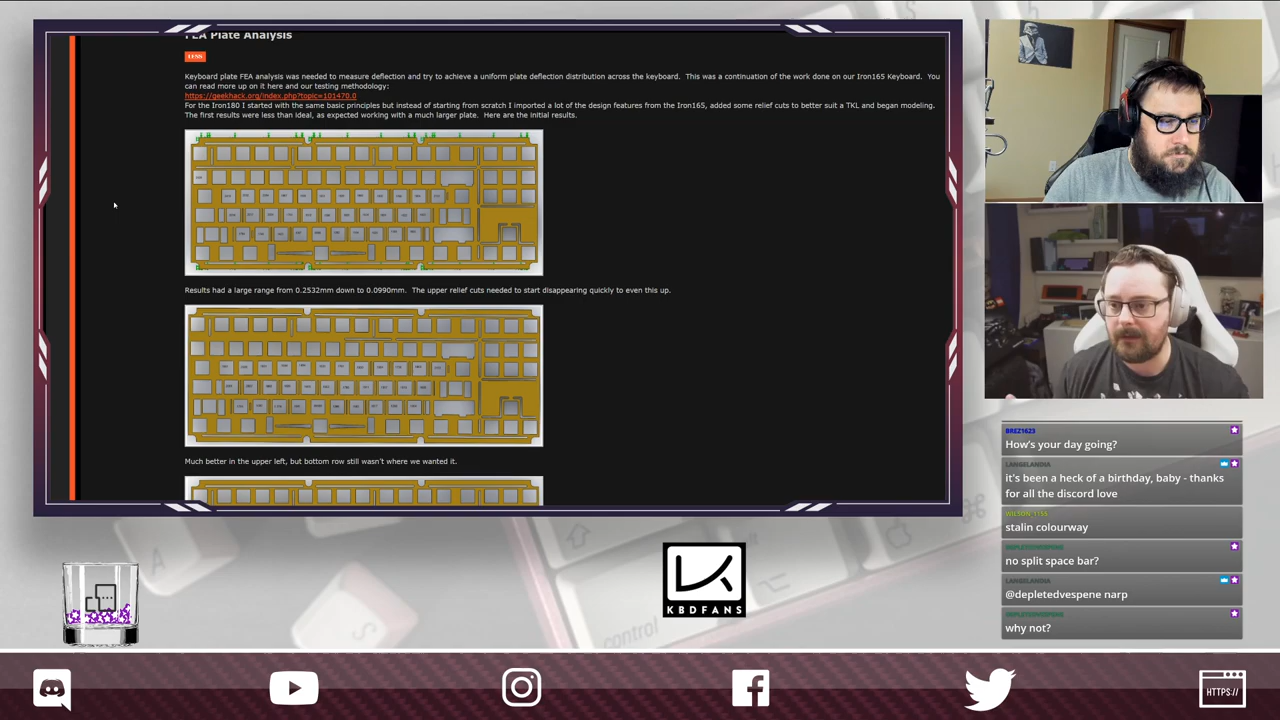 FEA Plate Analysis
LESS
Keyboard plate FEA analysis was needed to measure deflection and try to achieve a uniform plate deflection distribution across the keyboard. This was a continuation of the work done on our Iron165 Keyboard. You
can read more up on it here and our testing methodology:
https://geekhack.org/index.php?topic=101470.0
For the Iron180 I started with the same basic principles but instead of starting from scratch I imported a lot of the design features from the Iron165, added some relief cuts to better suit a TKL and began modeling.
The first results were less than ideal, as expected working with a much larger plate. Here are the initial results.
Results had a large range from 0.2532mm down to 0.0990mm. The upper relief cuts needed to start disappearing quickly to even this up.
Much better in the upper left, but bottom row still wasn't where we wanted it.
BREZ1623
How's your day going?
LANGELANDIA
it's been a heck of a birthday, baby - thanks
for all the discord love
WILSON_1155
stalin colourway
DEPLETEDVESPENE
no split space bar?
LANGELANDIA
@depletedvespene narp
DEPLETEDVESPENE
why not?
KBDFANS
A
control
HTTPS://